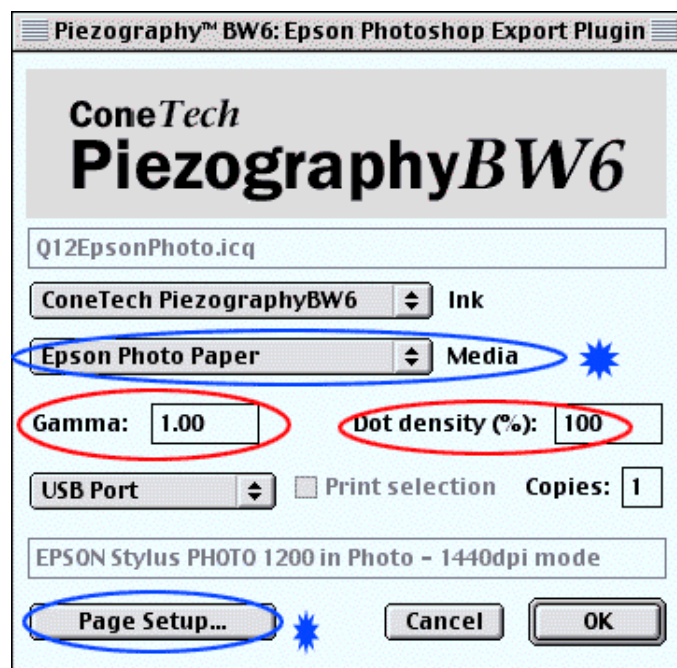 Piezography™ BW6: Epson Photoshop Export Plugin
ConeTech
PiezographyBW6
Q12EpsonPhoto.icq
ConeTech PiezographyBW6 Ink
Epson Photo Paper Media
Gamma: 1.00 Dot density (%): 100
USB Port Print selection Copies: 1
EPSON Stylus PHOTO 1200 in Photo - 1440dpi mode
Page Setup... Cancel OK